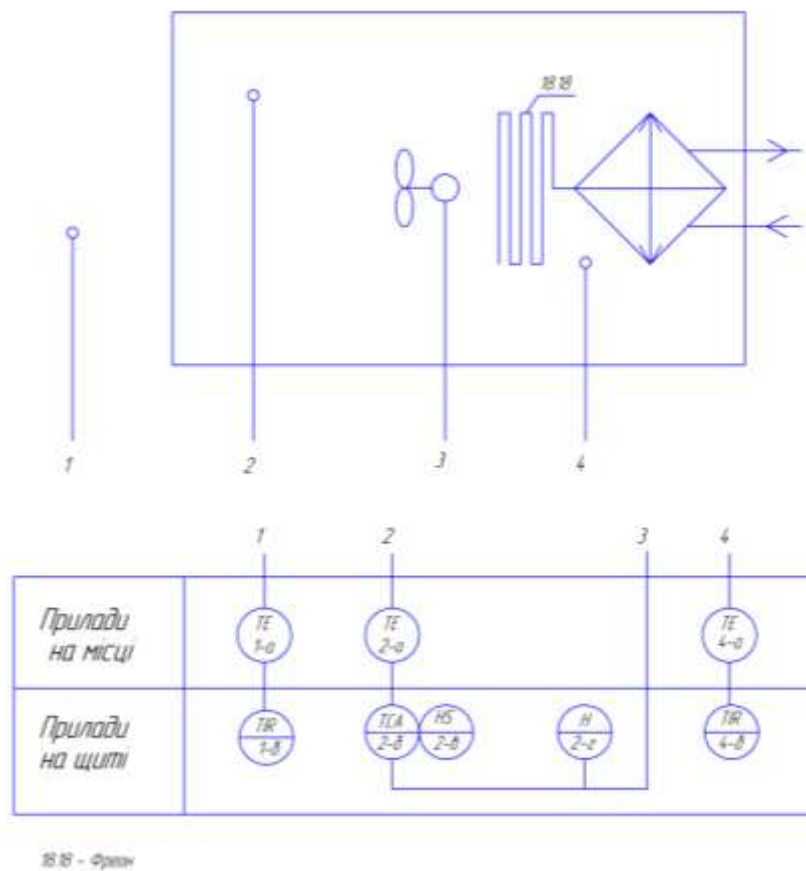 18.18
1
2
3
4
1
2
3
4
Прилади
на місці
TE
1-а
TE
2-а
TE
4-а
Прилади
на щиті
TIR
1-в
TCA
2-в
HS
2-в
H
2-г
TIR
4-в
18.18 - Фреон